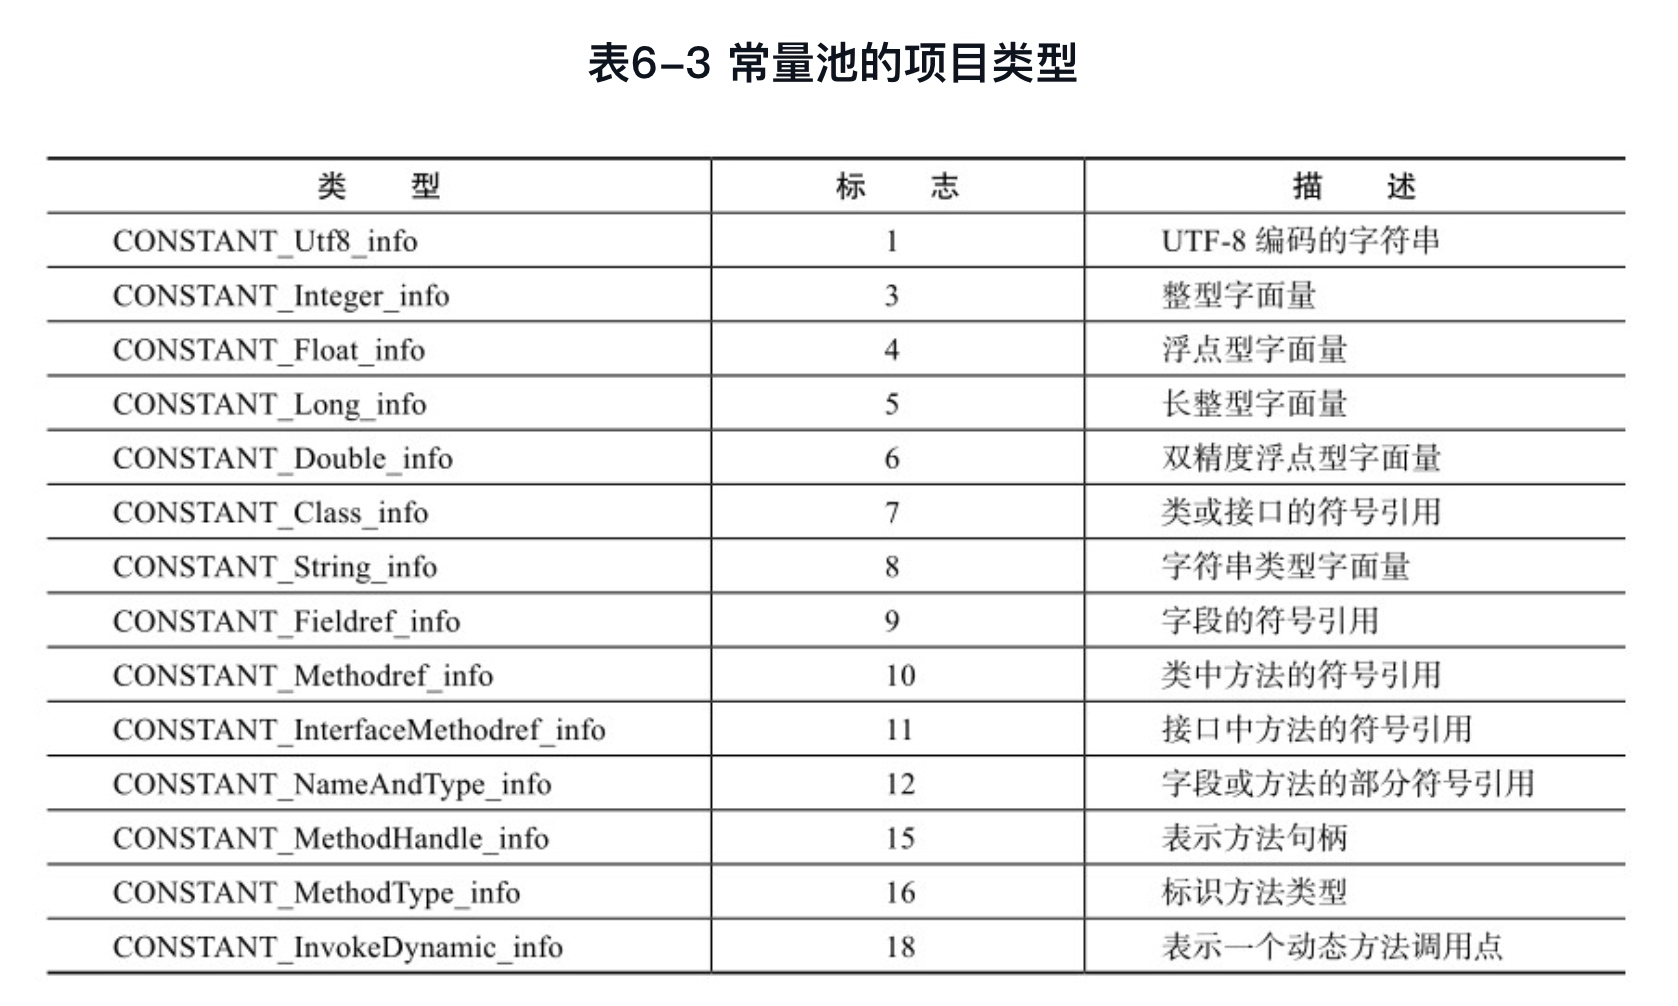 表6-3 常量池的项目类型
类 型 标 志 描 述
CONSTANT_Utf8_info 1 UTF-8 编码的字符串
CONSTANT_Integer_info 3 整型字面量
CONSTANT_Float_info 4 浮点型字面量
CONSTANT_Long_info 5 长整型字面量
CONSTANT_Double_info 6 双精度浮点型字面量
CONSTANT_Class_info 7 类或接口的符号引用
CONSTANT_String_info 8 字符串类型字面量
CONSTANT_Fieldref_info 9 字段的符号引用
CONSTANT_Methodref_info 10 类中方法的符号引用
CONSTANT_InterfaceMethodref_info 11 接口中方法的符号引用
CONSTANT_NameAndType_info 12 字段或方法的部分符号引用
CONSTANT_MethodHandle_info 15 表示方法句柄
CONSTANT_MethodType_info 16 标识方法类型
CONSTANT_InvokeDynamic_info 18 表示一个动态方法调用点